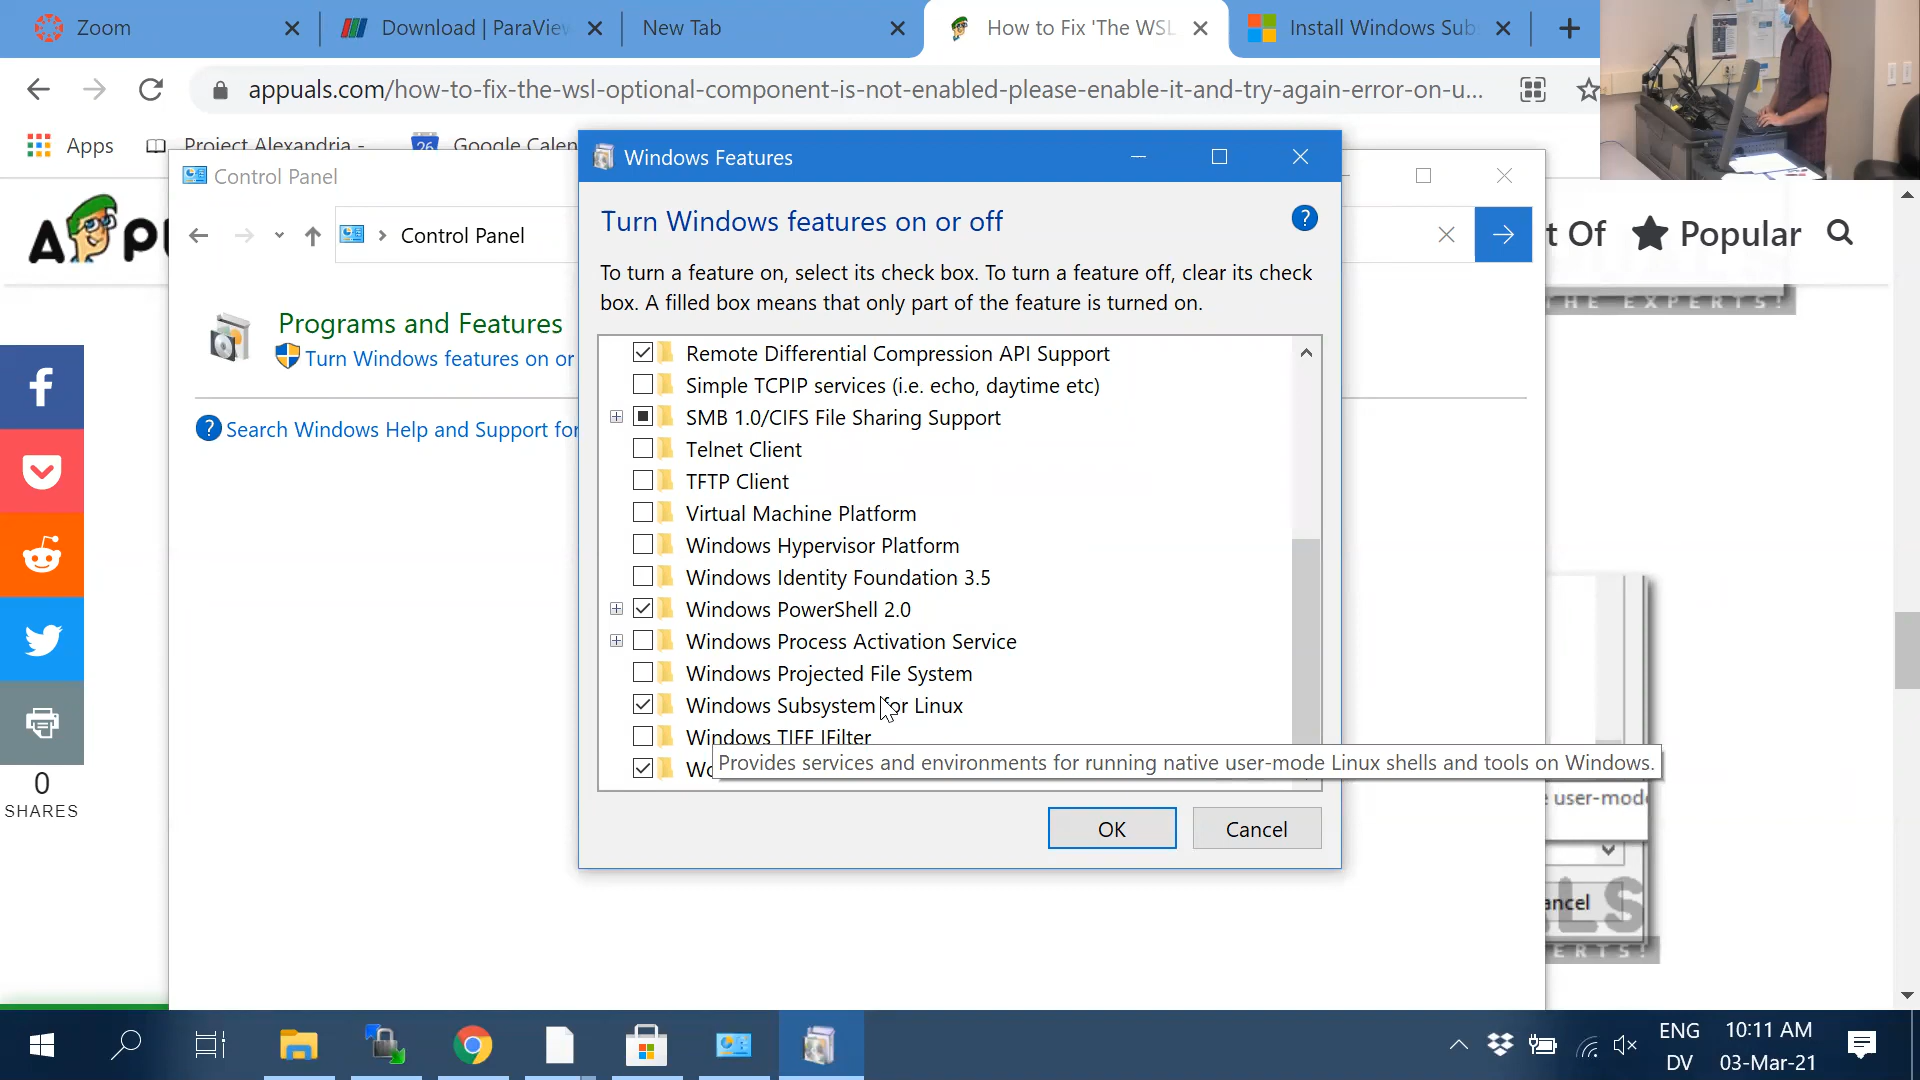 Zoom
Download | ParaView
New Tab
How to Fix 'The WSL
Install Windows Sub
appuals.com/how-to-fix-the-wsl-optional-component-is-not-enabled-please-enable-it-and-try-again-error-on-u...
Apps
Project Alexandria -
26
Google Calen
Control Panel
Control Panel
t Of
Popular
THE EXPERTS!
Programs and Features
Turn Windows features on or
Search Windows Help and Support for
Windows Features
Turn Windows features on or off
To turn a feature on, select its check box. To turn a feature off, clear its check
box. A filled box means that only part of the feature is turned on.
Remote Differential Compression API Support
Simple TCPIP services (i.e. echo, daytime etc)
SMB 1.0/CIFS File Sharing Support
Telnet Client
TFTP Client
Virtual Machine Platform
Windows Hypervisor Platform
Windows Identity Foundation 3.5
Windows PowerShell 2.0
Windows Process Activation Service
Windows Projected File System
Windows Subsystem for Linux
Windows TIFF IFilter
Wo
Provides services and environments for running native user-mode Linux shells and tools on Windows.
OK
Cancel
0
SHARES
e user-mode
ancel
LS
ERTS!
ENG
DV
10:11 AM
03-Mar-21